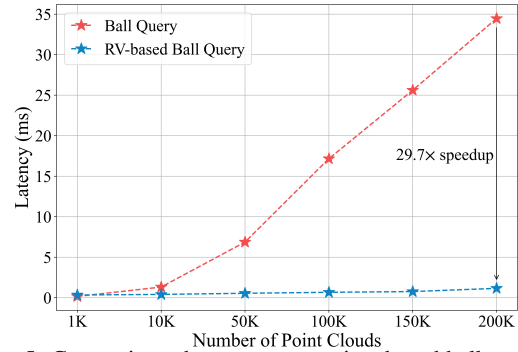 35
30
25
20
15
10
5
0
Latency (ms)
Ball Query
RV-based Ball Query
29.7× speedup
1K 10K 50K 100K 150K 200K
Number of Point Clouds